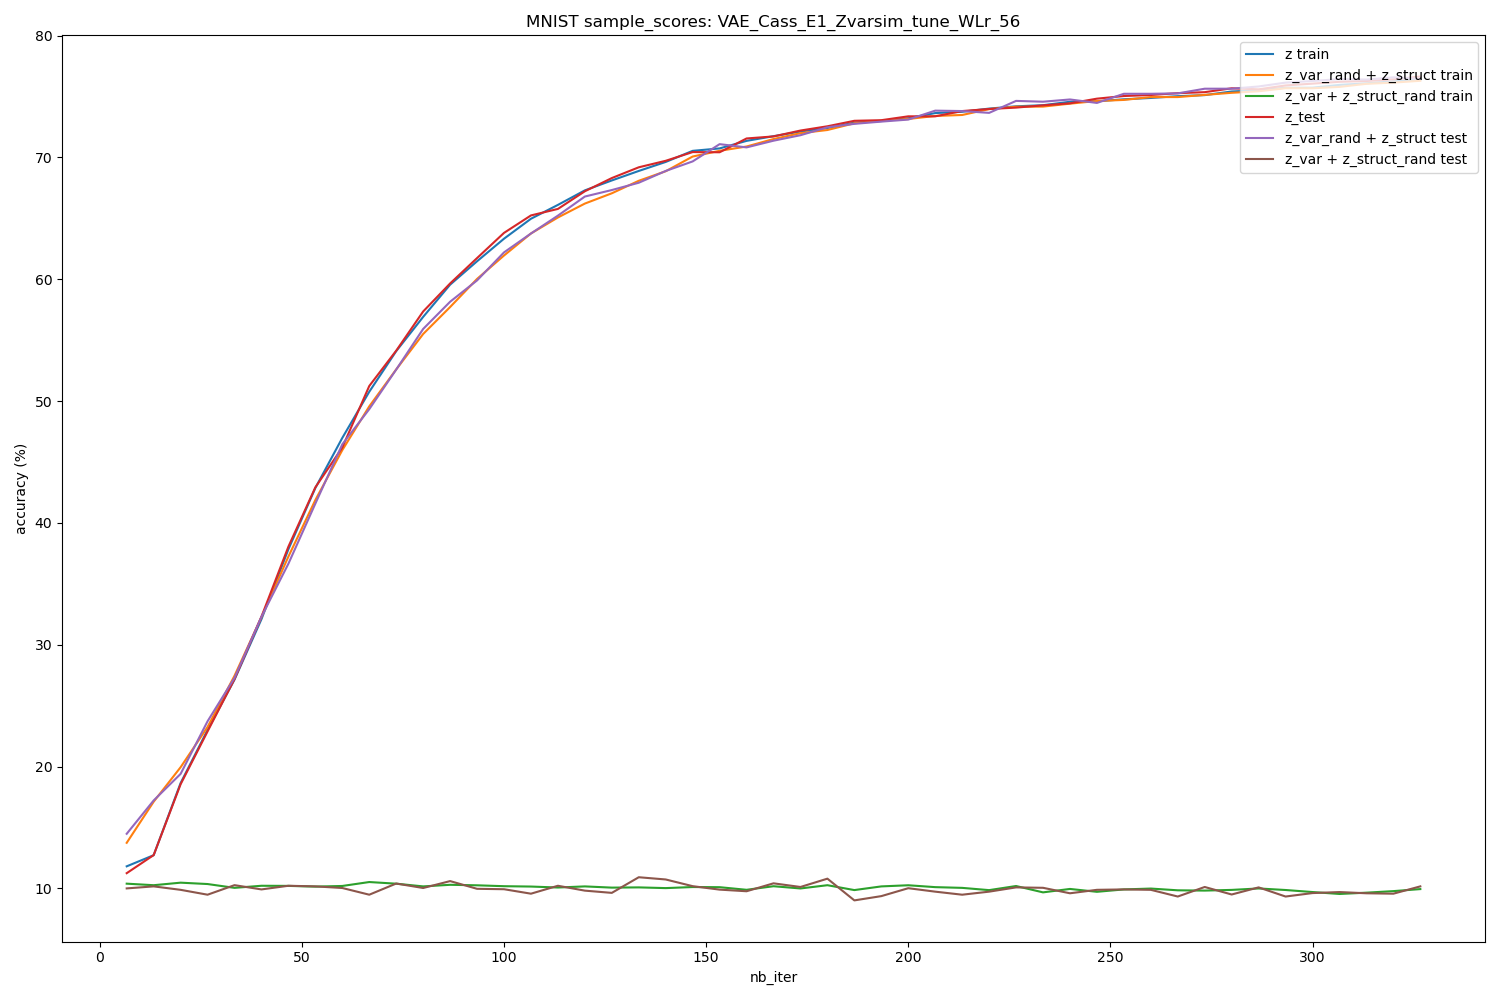 MNIST sample_scores: VAE_Cass_E1_Zvarsim_tune_WLr_56
80
70
60
50
40
30
20
10
accuracy (%)
z train
z_var_rand + z_struct train
z_var + z_struct_rand train
z_test
z_var_rand + z_struct test
z_var + z_struct_rand test
0
50
100
150
200
250
300
nb_iter